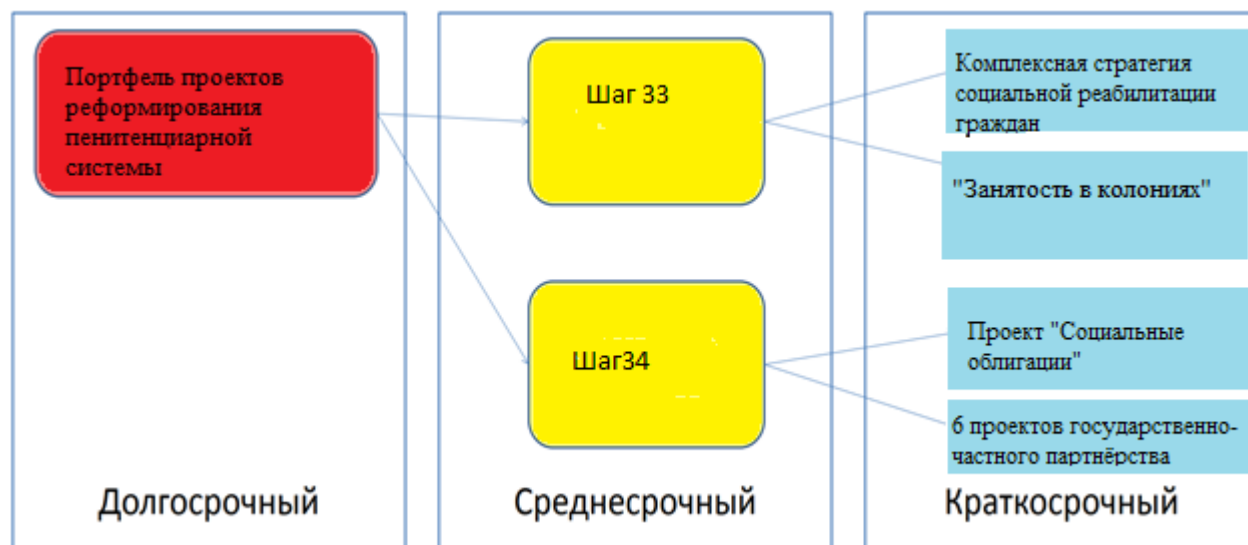 Портфель проектов
реформирования
пенитенциарной
системы
Шаг 33
Комплексная стратегия
социальной реабилитации
граждан
"Занятость в колониях"
Шаг34
Проект "Социальные
облигации"
6 проектов государственно-
частного партнёрства
Долгосрочный
Среднесрочный
Краткосрочный